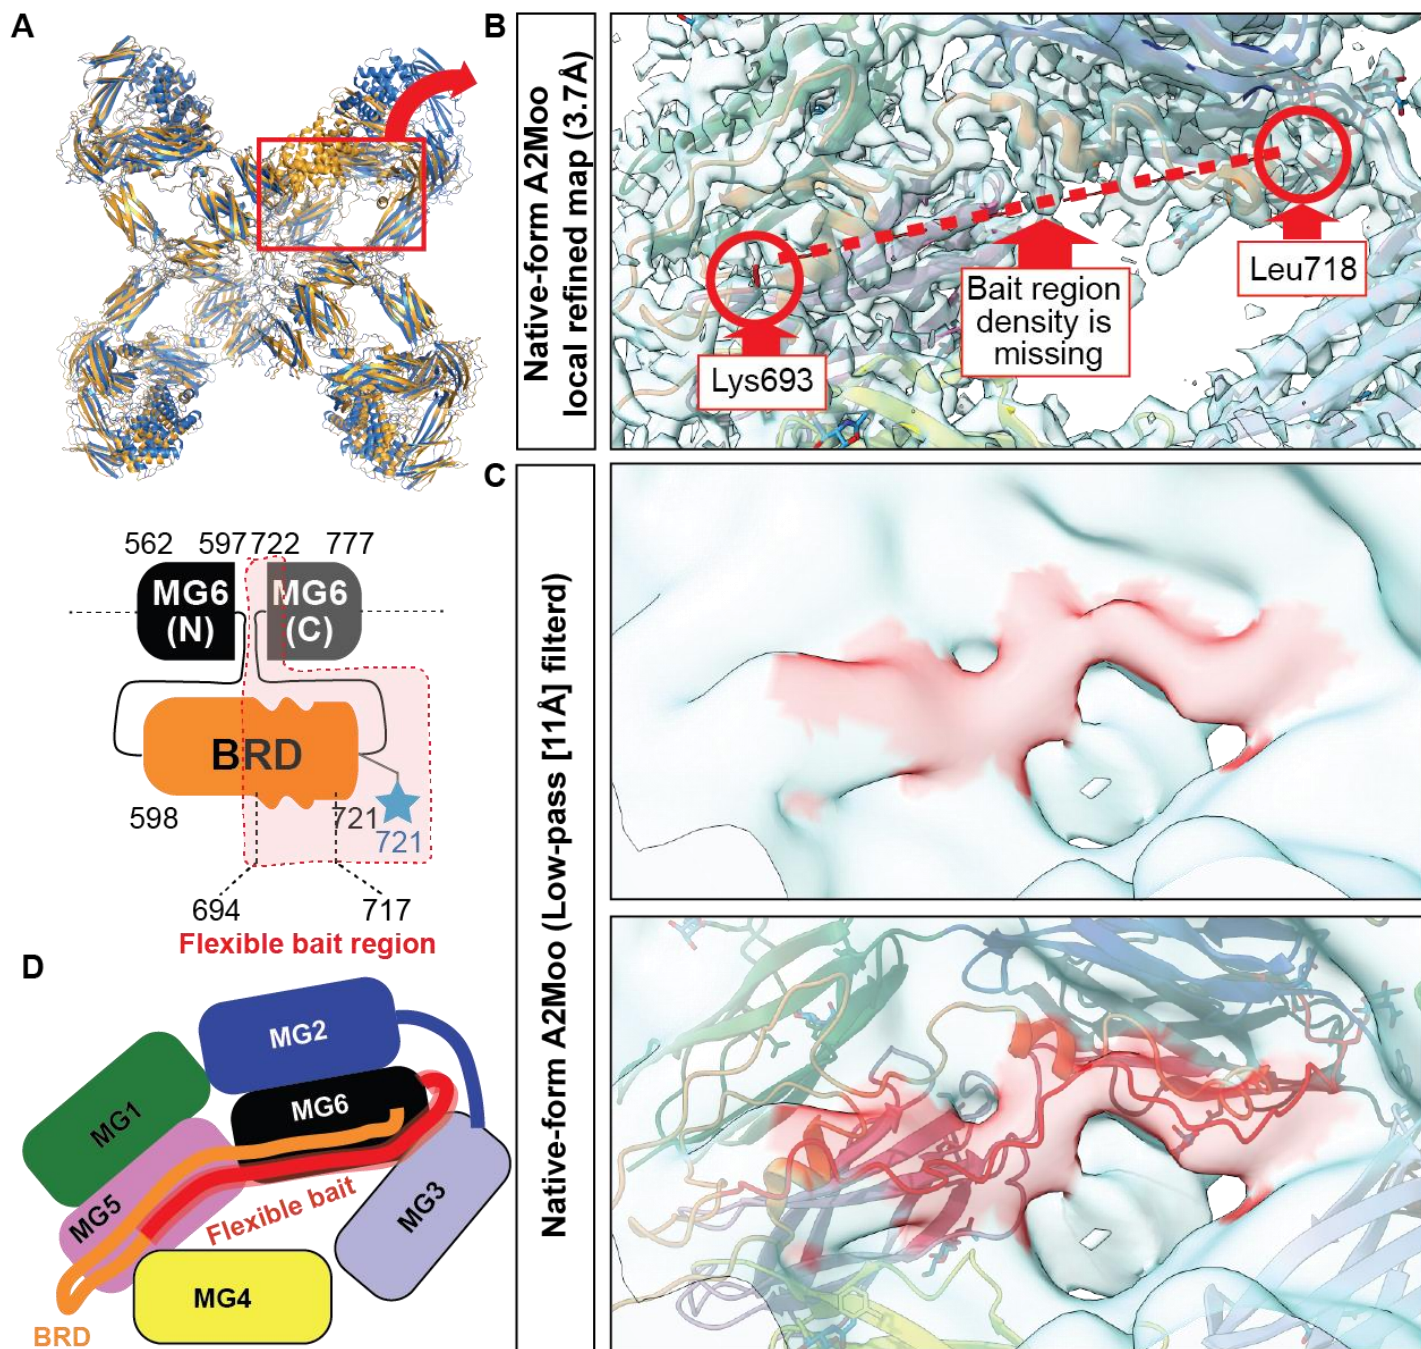 A
B
Native-form A2Moo
local refined map (3.7Å)
Lys693
Bait region
density is
missing
Leu718
C
Native-form A2Moo (Low-pass [11Å] filterd)
562
597
722
777
MG6
(N)
MG6
(C)
BRD
598
721
721
694
717
Flexible bait region
D
MG2
MG1
MG6
MG5
Flexible bait
MG3
MG4
BRD